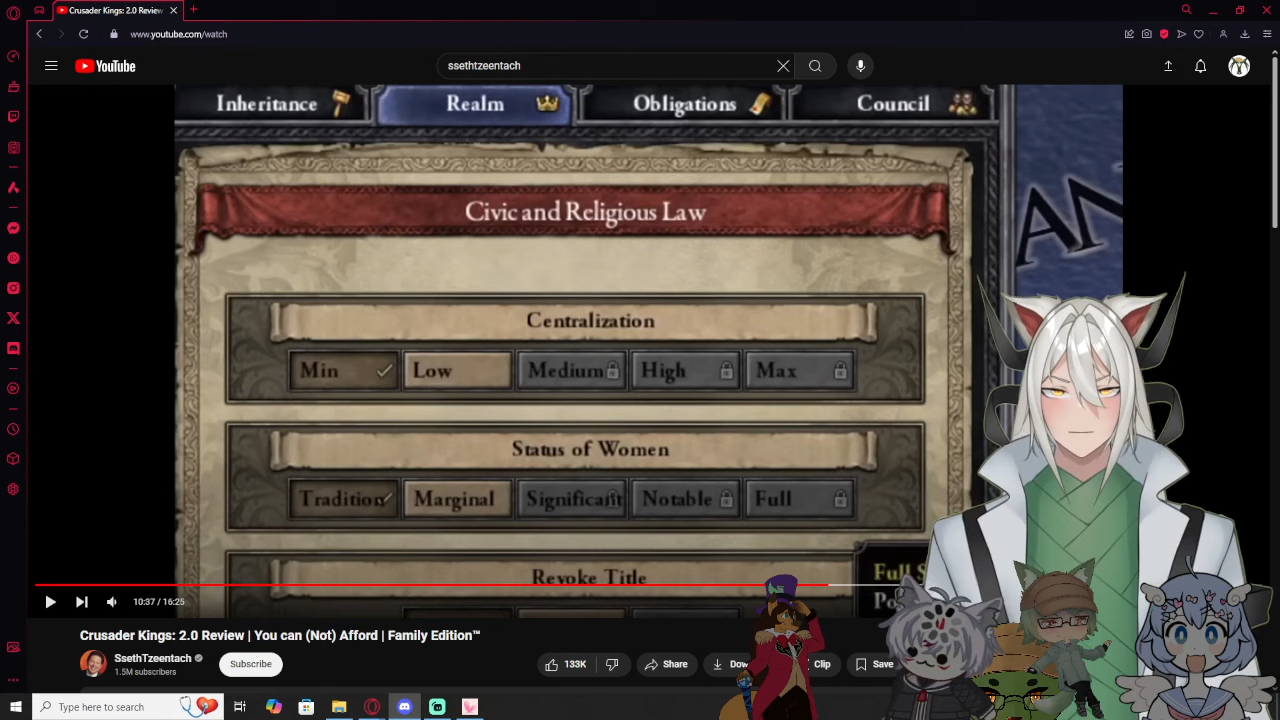 Crusader Kings: 2.0 Review
www.youtube.com/watch
YouTube
ssethtzeentach
Inheritance Realm Obligations Council
Civic and Religious Law
Centralization
Min Low Medium High Max
Status of Women
Tradition Marginal Significant Notable Full
Revoke Title
Full S
Po
10:37 / 16:25
Crusader Kings: 2.0 Review | You can (Not) Afford | Family Edition™
SsethTzeentach
1.5M subscribers
Subscribe
133K
Share
Dow
Clip
Save
Type here to search